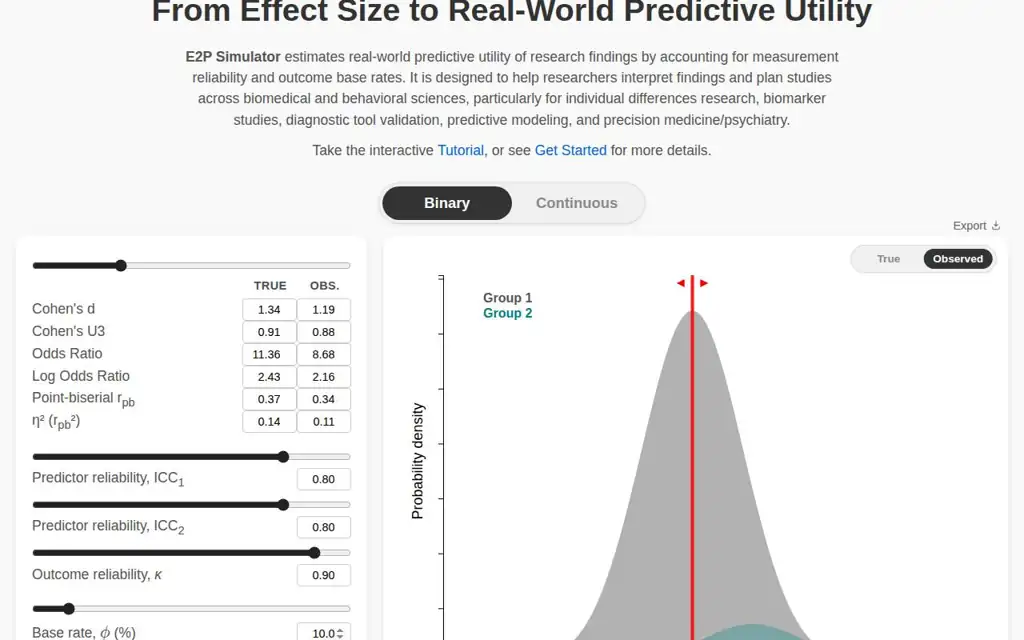 From Effect Size to Real-World Predictive Utility
E2P Simulator estimates real-world predictive utility of research findings by accounting for measurement
reliability and outcome base rates. It is designed to help researchers interpret findings and plan studies
across biomedical and behavioral sciences, particularly for individual differences research, biomarker
studies, diagnostic tool validation, predictive modeling, and precision medicine/psychiatry.
Take the interactive Tutorial, or see Get Started for more details.
Binary Continuous
Export
True Observed
TRUE OBS.
Cohen's d 1.34 1.19
Cohen's U3 0.91 0.88
Odds Ratio 11.36 8.68
Log Odds Ratio 2.43 2.16
Point-biserial rpb 0.37 0.34
η² (rpb²) 0.14 0.11
Predictor reliability, ICC1 0.80
Predictor reliability, ICC2 0.80
Outcome reliability, κ 0.90
Base rate, ϕ (%) 10.0
Group 1
Group 2
Probability density